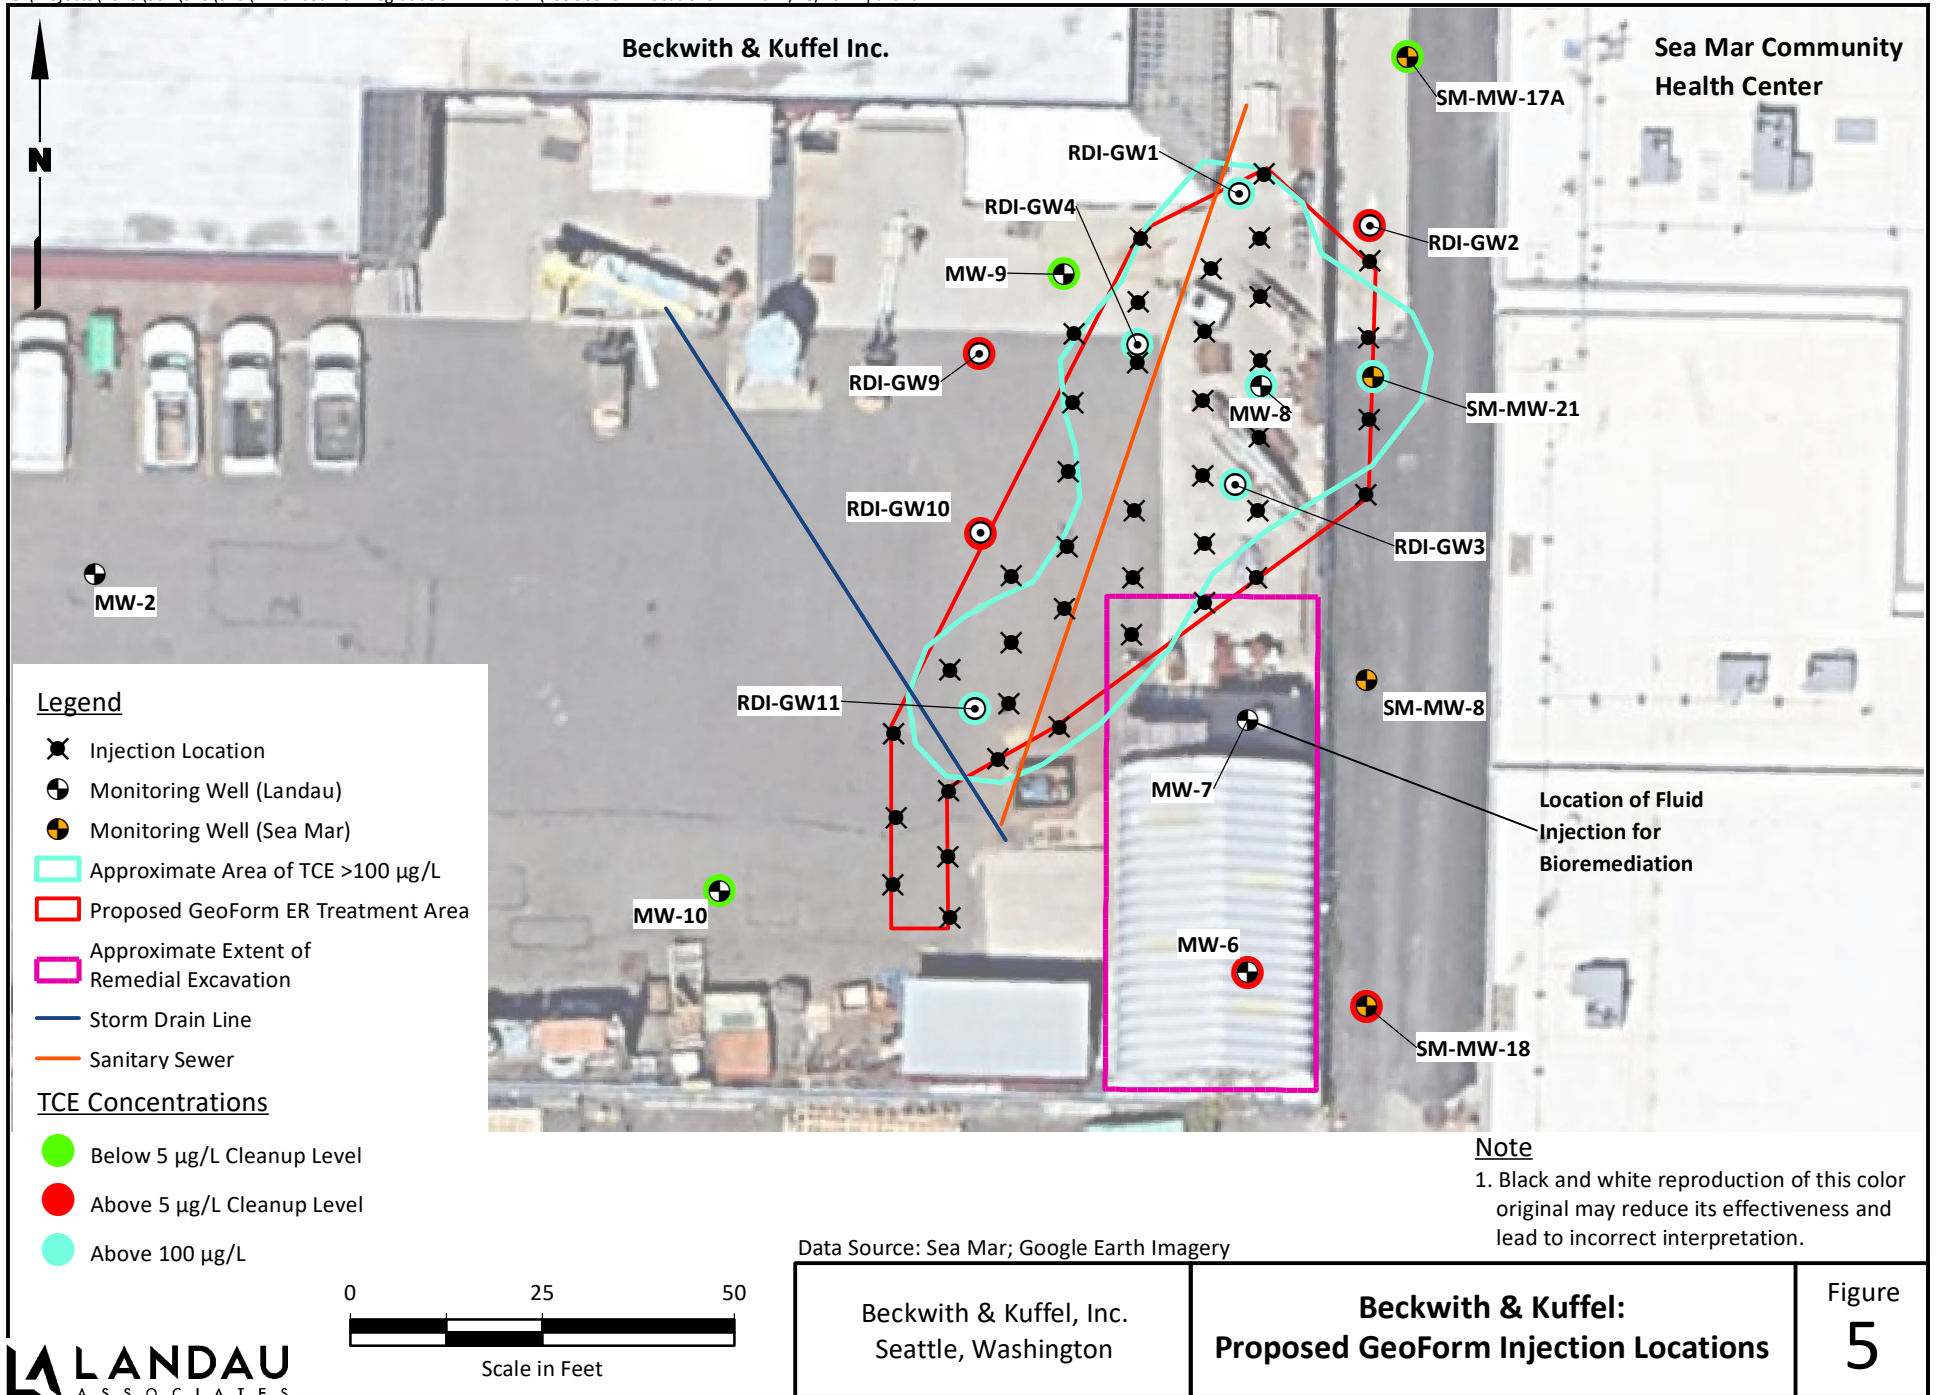 Beckwith & Kuffel Inc.
Sea Mar Community
Health Center
SM-MW-17A
N
RDI-GW1
RDI-GW4
RDI-GW2
MW-9
RDI-GW9
MW-8
SM-MW-21
RDI-GW10
RDI-GW3
MW-2
RDI-GW11
SM-MW-8
MW-7
Location of Fluid
Injection for
Bioremediation
MW-10
MW-6
SM-MW-18
Legend
Injection Location
Monitoring Well (Landau)
Monitoring Well (Sea Mar)
Approximate Area of TCE >100 µg/L
Proposed GeoForm ER Treatment Area
Approximate Extent of
Remedial Excavation
Storm Drain Line
Sanitary Sewer
TCE Concentrations
Below 5 µg/L Cleanup Level
Above 5 µg/L Cleanup Level
Above 100 µg/L
Note
1. Black and white reproduction of this color
original may reduce its effectiveness and
lead to incorrect interpretation.
Data Source: Sea Mar; Google Earth Imagery
0 25 50
Scale in Feet
LA LANDAU
ASSOCIATES
Beckwith & Kuffel, Inc.
Seattle, Washington
Beckwith & Kuffel:
Proposed GeoForm Injection Locations
Figure
5